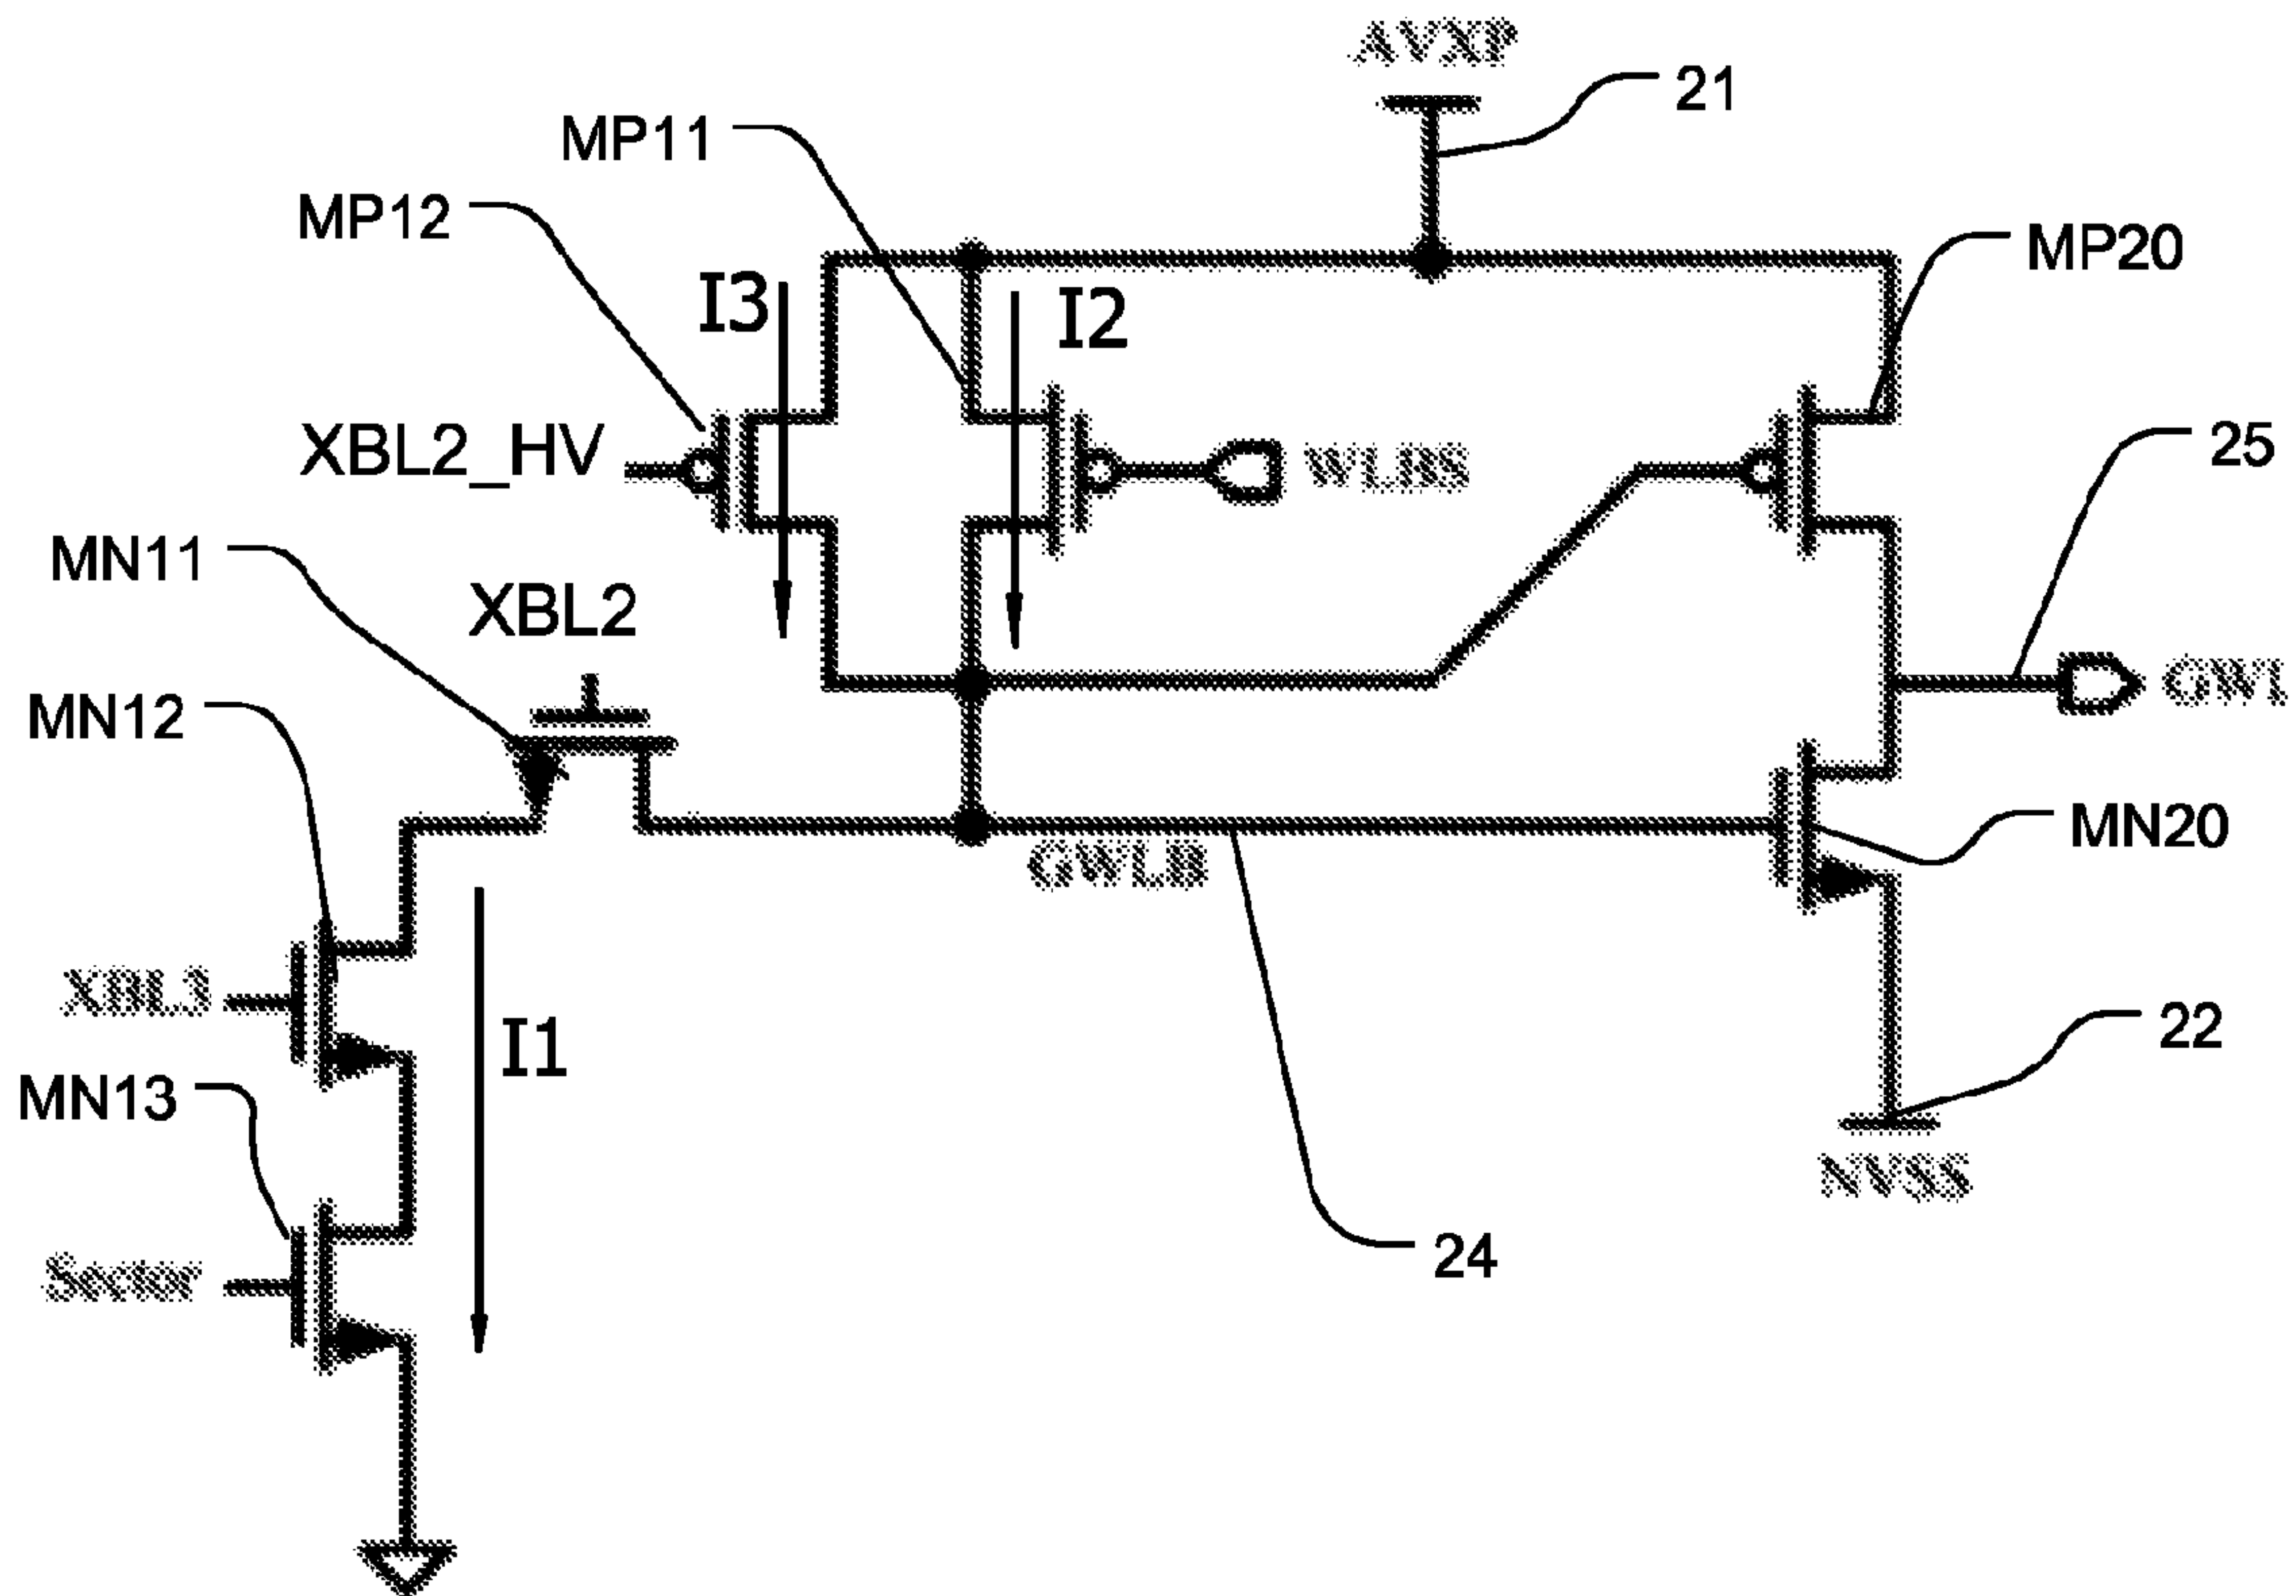 AVXP
21
MP11
MP12
MP20
I3
I2
XBL2_HV
WLBS
25
MN11
XBL2
GWL
MN12
MN20
GWLB
XBL3
I1
22
MN13
NVSS
Sector
24